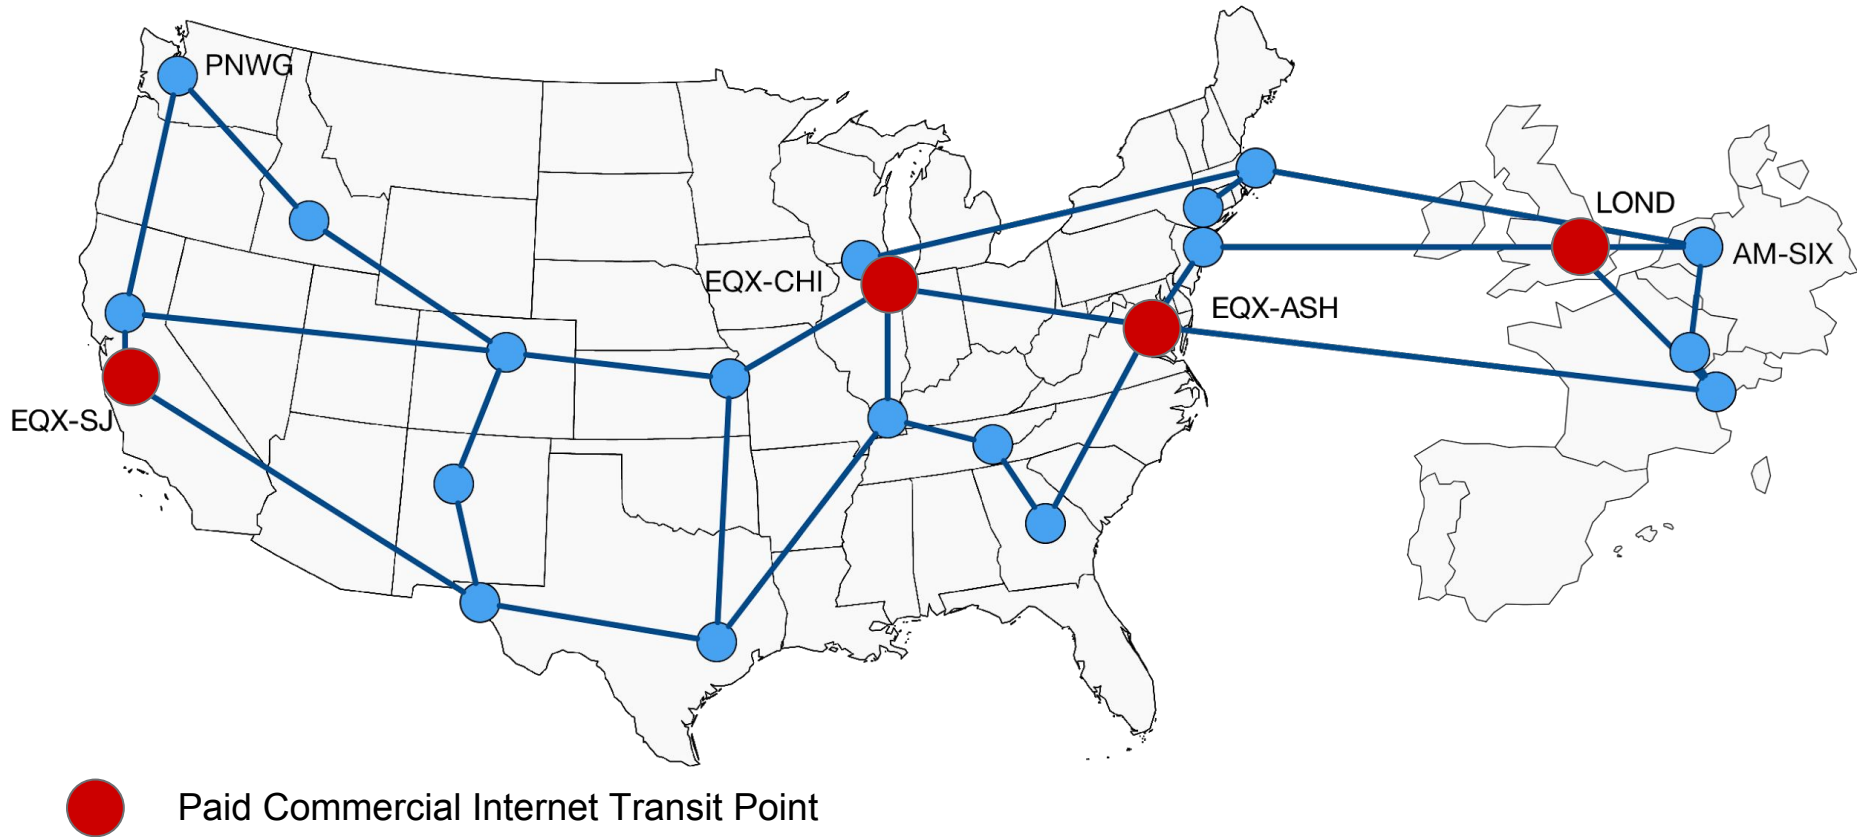 PNWG
LOND
AM-SIX
EQX-CHI
EQX-ASH
EQX-SJ
Paid Commercial Internet Transit Point